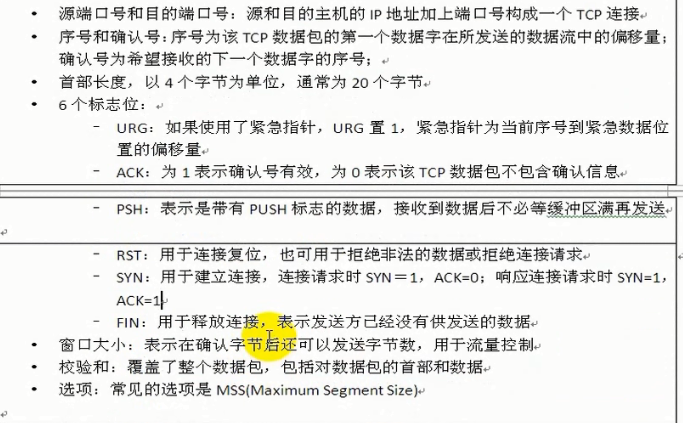 • 源端口号和目的端口号：源和目的主机的 IP 地址加上端口号构成一个 TCP 连接
• 序号和确认号：序号为该 TCP 数据包的第一个数据字在所发送的数据流中的偏移量；
确认号为希望接收的下一个数据字的序号；
• 首部长度，以 4 个字节为单位，通常为 20 个字节
• 6 个标志位：
– URG：如果使用了紧急指针，URG 置 1，紧急指针为当前序号到紧急数据位
置的偏移量
– ACK：为 1 表示确认号有效，为 0 表示该 TCP 数据包不包含确认信息
– PSH：表示是带有 PUSH 标志的数据，接收到数据后不必等缓冲区满再发送
– RST：用于连接复位，也可用于拒绝非法的数据或拒绝连接请求
– SYN：用于建立连接，连接请求时 SYN＝1，ACK=0；响应连接请求时 SYN=1，
ACK=1
– FIN：用于释放连接，表示发送方已经没有供发送的数据
• 窗口大小：表示在确认字节后还可以发送字节数，用于流量控制
• 校验和：覆盖了整个数据包，包括对数据包的首部和数据
• 选项：常见的选项是 MSS(Maximum Segment Size)